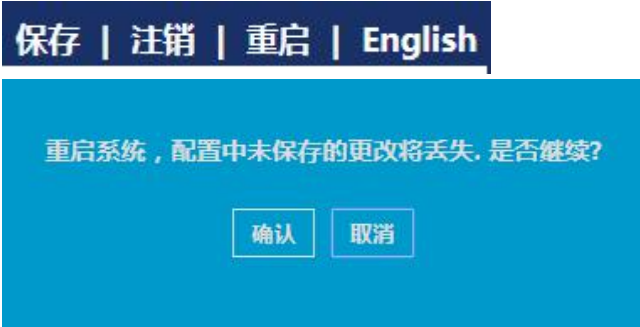 保存 | 注销 | 重启 | English
重启系统，配置中未保存的更改将丢失. 是否继续?
确认 取消